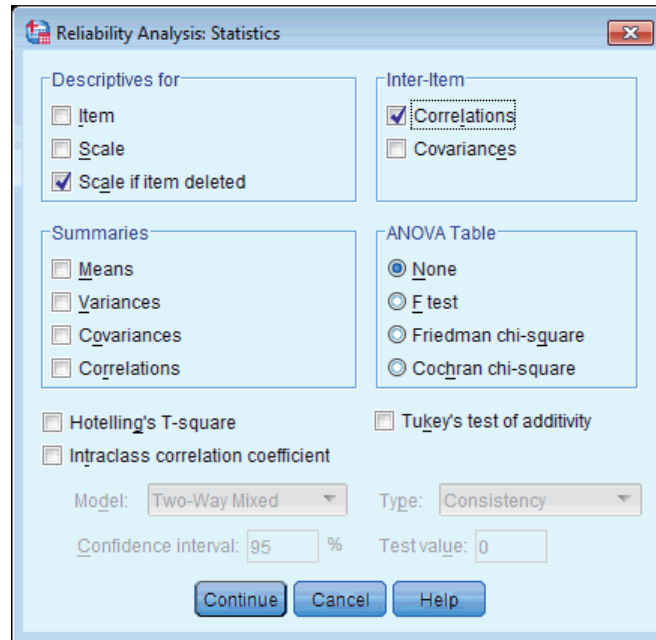 Reliability Analysis: Statistics
Descriptives for
Item
Scale
Scale if item deleted
Inter-Item
Correlations
Covariances
Summaries
Means
Variances
Covariances
Correlations
ANOVA Table
None
F test
Friedman chi-square
Cochran chi-square
Hotelling's T-square
Tukey's test of additivity
Intraclass correlation coefficient
Model: Two-Way Mixed
Type: Consistency
Confidence interval: 95 %
Test value: 0
Continue Cancel Help